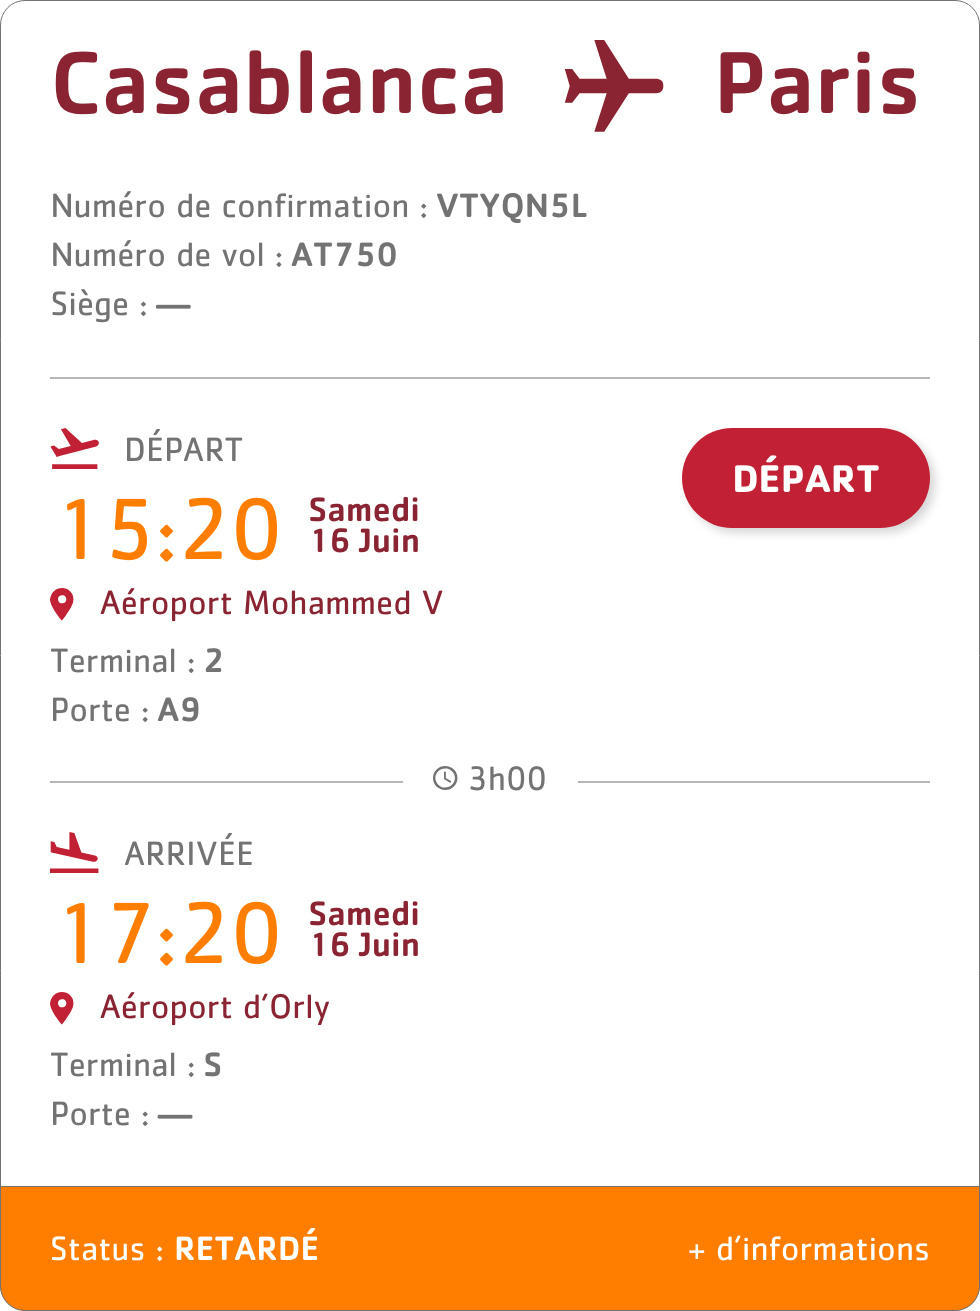 Casablanca Paris
Numéro de confirmation : VTYQN5L
Numéro de vol : AT750
Siège : —
DÉPART
DÉPART
15:20 Samedi
16 Juin
Aéroport Mohammed V
Terminal : 2
Porte : A9
3h00
ARRIVÉE
17:20 Samedi
16 Juin
Aéroport d’Orly
Terminal : S
Porte : —
Status : RETARDÉ + d’informations